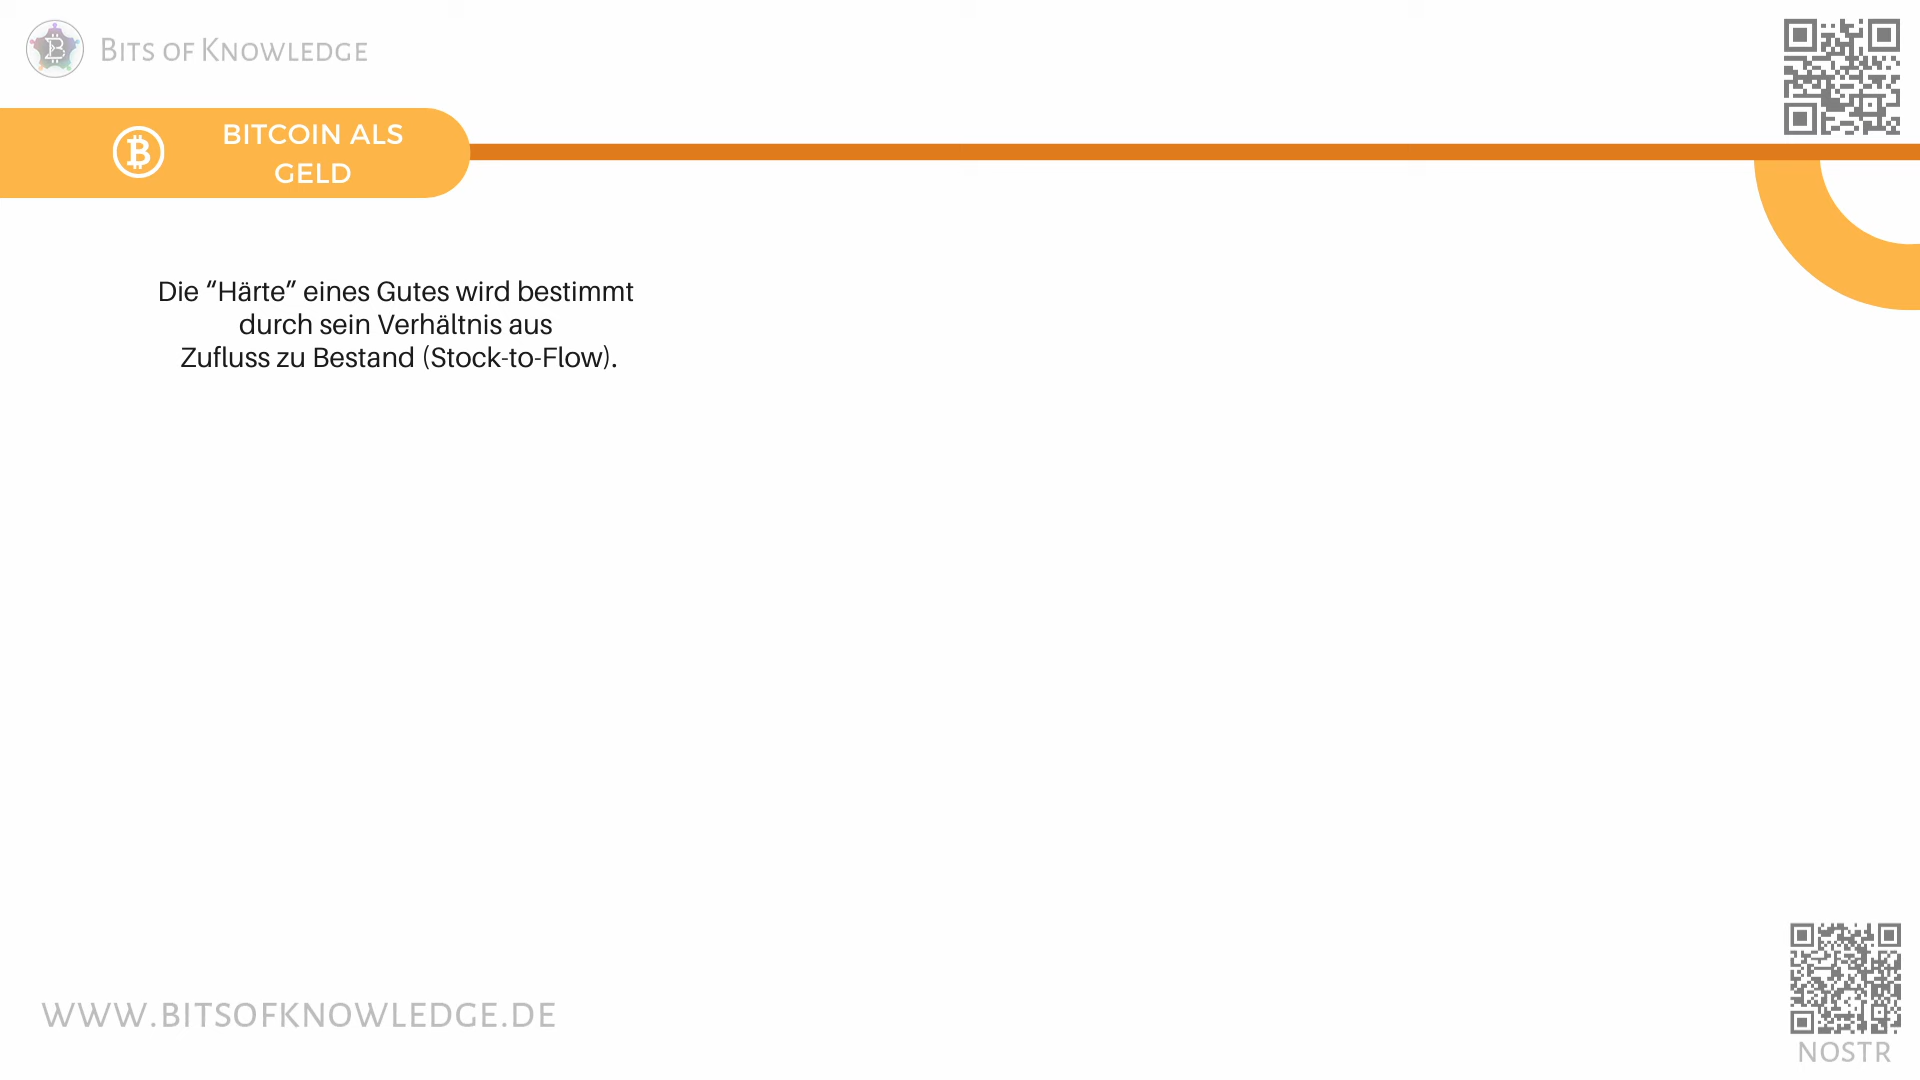 Bits of Knowledge
BITCOIN ALS
GELD
Die “Härte” eines Gutes wird bestimmt
durch sein Verhältnis aus
Zufluss zu Bestand (Stock-to-Flow).
WWW.BITSOFKNOWLEDGE.DE
NOSTR